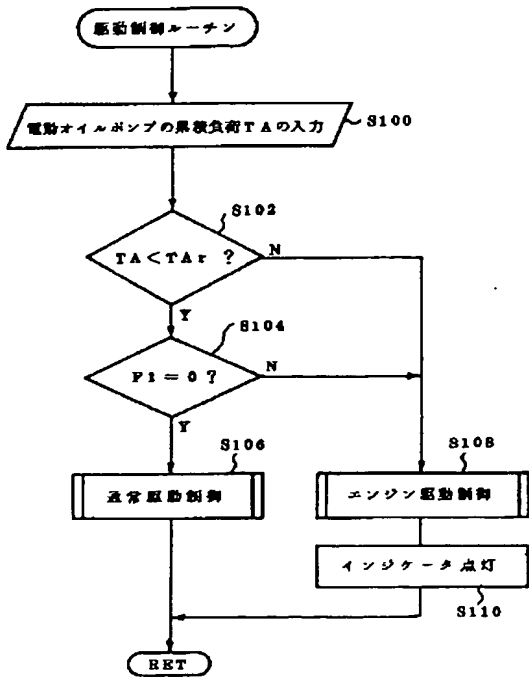 駆動制御ルーチン
電動オイルポンプの累積負荷TAの入力
S100
S102
TA<TAr ?
N
Y
S104
F1=0?
N
Y
S106
通常駆動制御
S108
エンジン駆動制御
インジケータ点灯
S110
RET